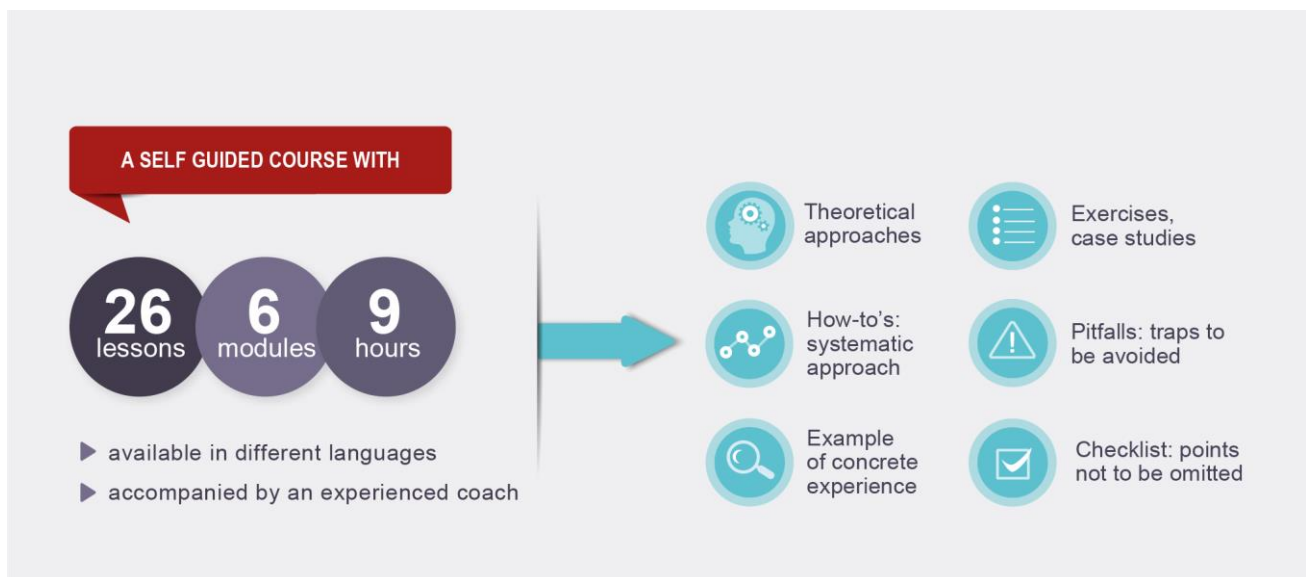 A SELF GUIDED COURSE WITH
26
lessons
6
modules
9
hours
available in different languages
accompanied by an experienced coach
Theoretical
approaches
How-to's:
systematic
approach
Example
of concrete
experience
Exercises,
case studies
Pitfalls: traps to
be avoided
Checklist: points
not to be omitted